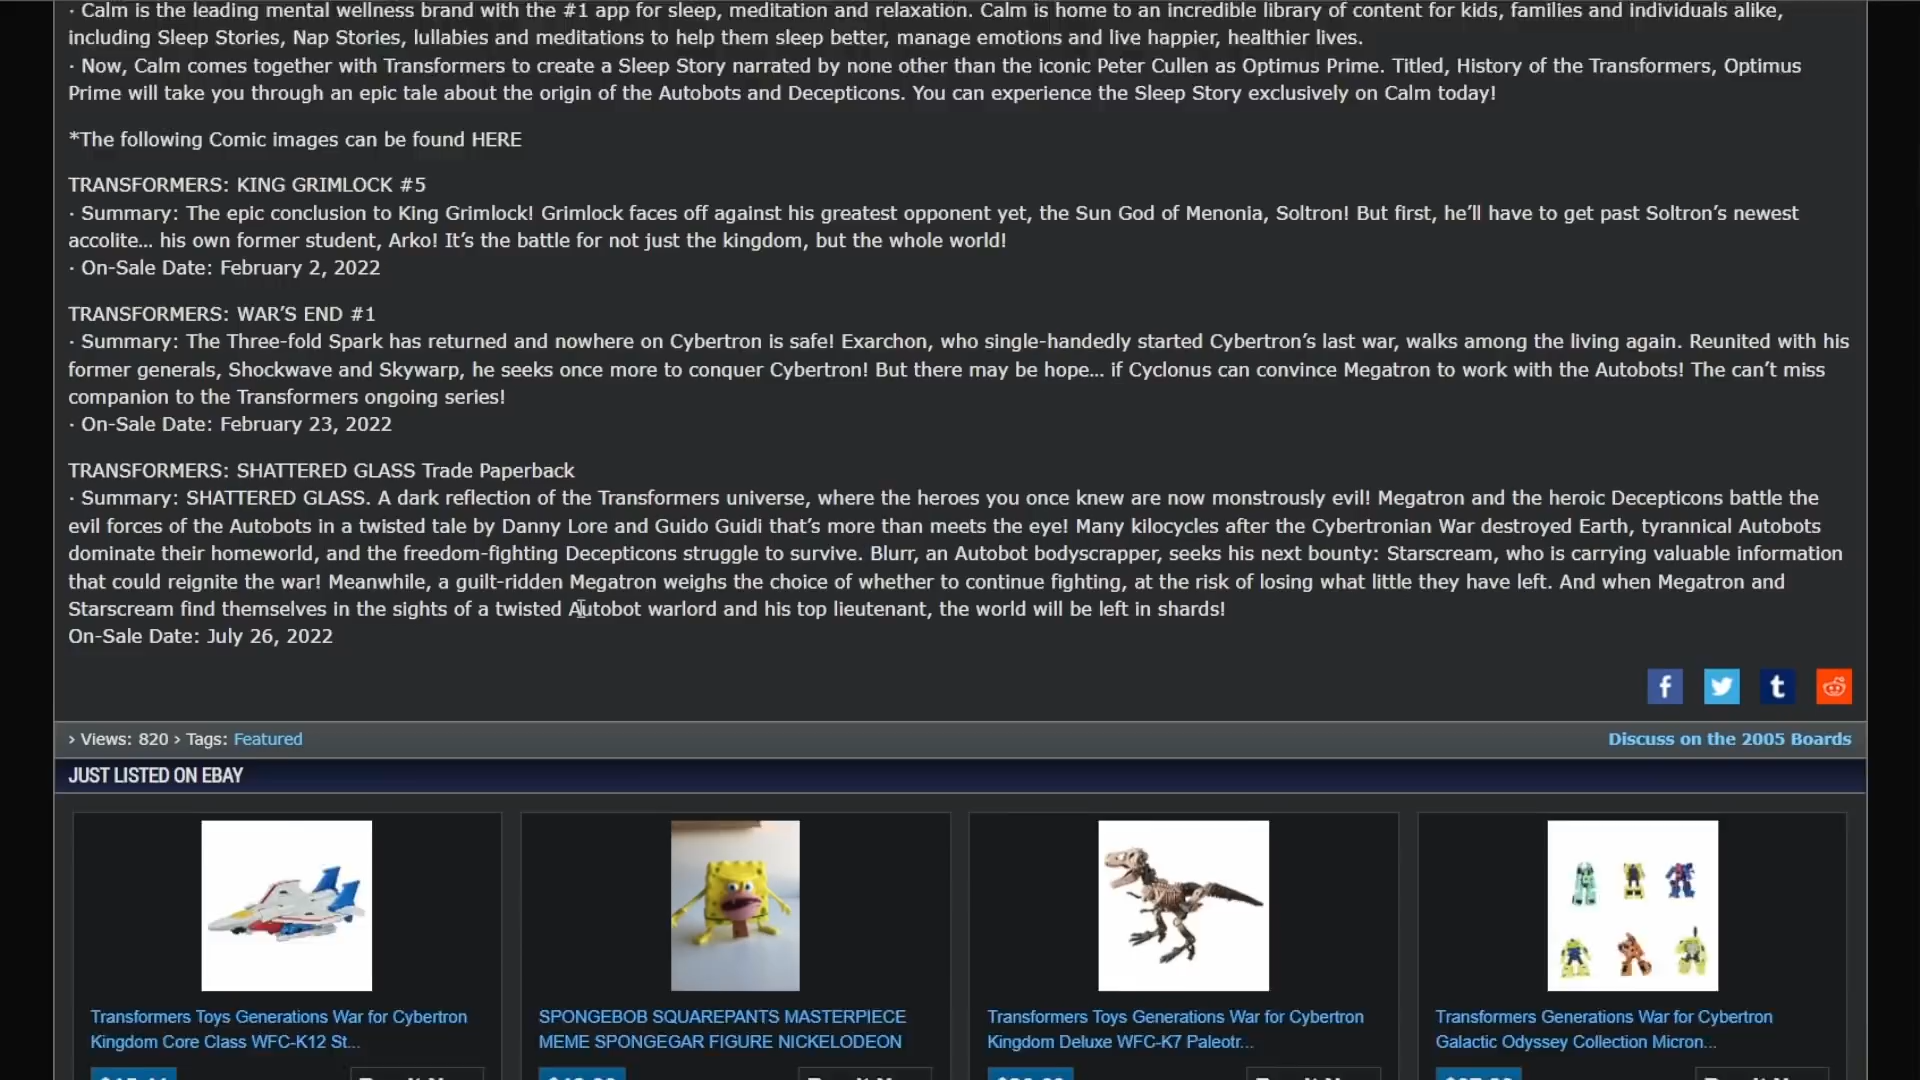 · Calm is the leading mental wellness brand with the #1 app for sleep, meditation and relaxation. Calm is home to an incredible library of content for kids, families and individuals alike,
including Sleep Stories, Nap Stories, lullabies and meditations to help them sleep better, manage emotions and live happier, healthier lives.
· Now, Calm comes together with Transformers to create a Sleep Story narrated by none other than the iconic Peter Cullen as Optimus Prime. Titled, History of the Transformers, Optimus
Prime will take you through an epic tale about the origin of the Autobots and Decepticons. You can experience the Sleep Story exclusively on Calm today!
*The following Comic images can be found HERE
TRANSFORMERS: KING GRIMLOCK #5
· Summary: The epic conclusion to King Grimlock! Grimlock faces off against his greatest opponent yet, the Sun God of Menonia, Soltron! But first, he’ll have to get past Soltron’s newest
accolite... his own former student, Arko! It’s the battle for not just the kingdom, but the whole world!
· On-Sale Date: February 2, 2022
TRANSFORMERS: WAR’S END #1
· Summary: The Three-fold Spark has returned and nowhere on Cybertron is safe! Exarchon, who single-handedly started Cybertron’s last war, walks among the living again. Reunited with his
former generals, Shockwave and Skywarp, he seeks once more to conquer Cybertron! But there may be hope... if Cyclonus can convince Megatron to work with the Autobots! The can’t miss
companion to the Transformers ongoing series!
· On-Sale Date: February 23, 2022
TRANSFORMERS: SHATTERED GLASS Trade Paperback
· Summary: SHATTERED GLASS. A dark reflection of the Transformers universe, where the heroes you once knew are now monstrously evil! Megatron and the heroic Decepticons battle the
evil forces of the Autobots in a twisted tale by Danny Lore and Guido Guidi that’s more than meets the eye! Many kilocycles after the Cybertronian War destroyed Earth, tyrannical Autobots
dominate their homeworld, and the freedom-fighting Decepticons struggle to survive. Blurr, an Autobot bodyscrapper, seeks his next bounty: Starscream, who is carrying valuable information
that could reignite the war! Meanwhile, a guilt-ridden Megatron weighs the choice of whether to continue fighting, at the risk of losing what little they have left. And when Megatron and
Starscream find themselves in the sights of a twisted Autobot warlord and his top lieutenant, the world will be left in shards!
On-Sale Date: July 26, 2022
› Views: 820 › Tags: Featured
Discuss on the 2005 Boards
JUST LISTED ON EBAY
Transformers Toys Generations War for Cybertron
Kingdom Core Class WFC-K12 St...
SPONGEBOB SQUAREPANTS MASTERPIECE
MEME SPONGEGAR FIGURE NICKELODEON
Transformers Toys Generations War for Cybertron
Kingdom Deluxe WFC-K7 Paleotr...
Transformers Generations War for Cybertron
Galactic Odyssey Collection Micron...